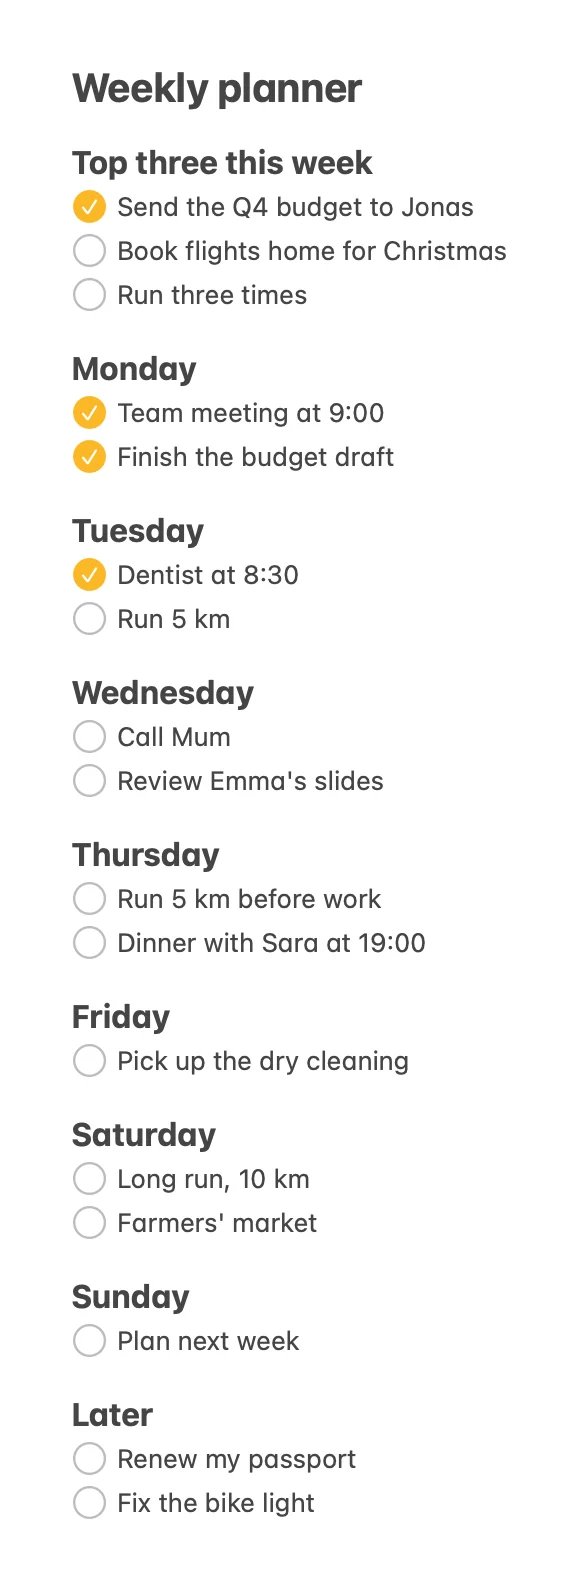 Weekly planner
Top three this week
Send the Q4 budget to Jonas
Book flights home for Christmas
Run three times
Monday
Team meeting at 9:00
Finish the budget draft
Tuesday
Dentist at 8:30
Run 5 km
Wednesday
Call Mum
Review Emma's slides
Thursday
Run 5 km before work
Dinner with Sara at 19:00
Friday
Pick up the dry cleaning
Saturday
Long run, 10 km
Farmers' market
Sunday
Plan next week
Later
Renew my passport
Fix the bike light